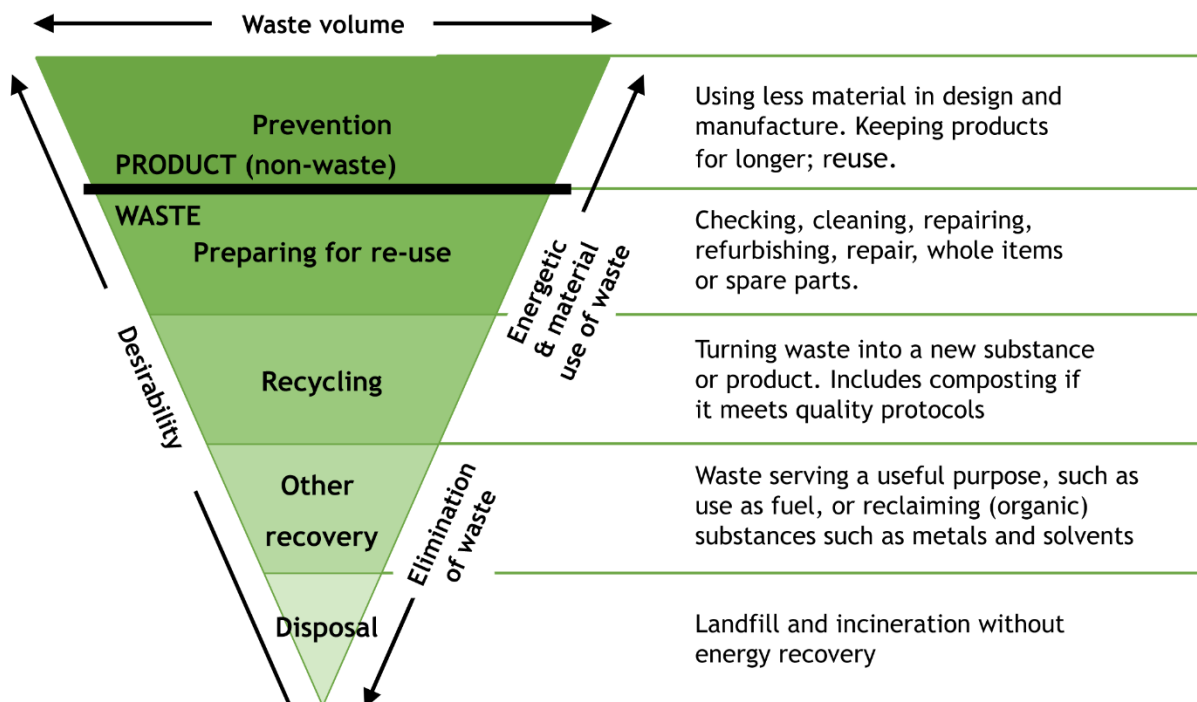 Waste volume
Prevention
PRODUCT (non-waste)
Using less material in design and
manufacture. Keeping products
for longer; reuse.
WASTE
Preparing for re-use
Checking, cleaning, repairing,
refurbishing, repair, whole items
or spare parts.
Desirability
Energetic
& material
use of waste
Recycling
Turning waste into a new substance
or product. Includes composting if
it meets quality protocols
Other
recovery
Elimination
of waste
Waste serving a useful purpose, such as
use as fuel, or reclaiming (organic)
substances such as metals and solvents
Disposal
Landfill and incineration without
energy recovery